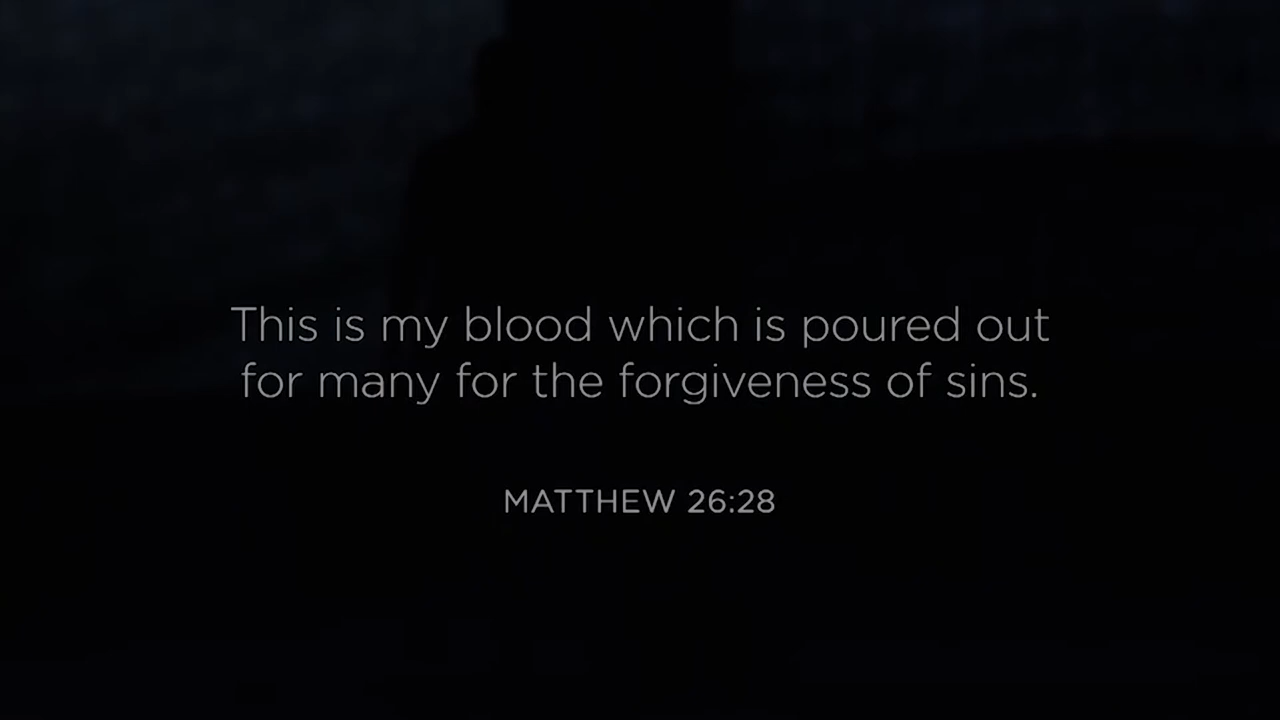 This is my blood which is poured out
for many for the forgiveness of sins.
MATTHEW 26:28